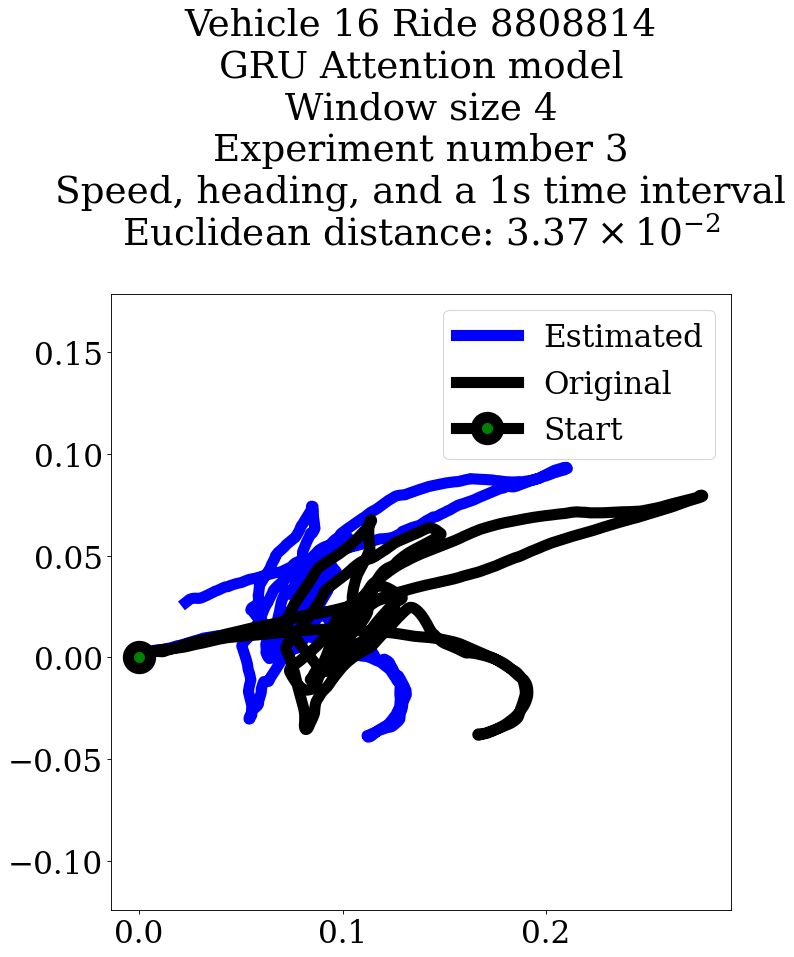 Vehicle 16 Ride 8808814
GRU Attention model
Window size 4
Experiment number 3
Speed, heading, and a 1s time interval
Euclidean distance: 3.37 × 10⁻²
Estimated
Original
Start
0.15
0.10
0.05
0.00
−0.05
−0.10
0.0 0.1 0.2